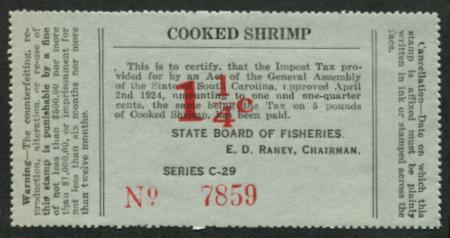 COOKED SHRIMP
This is to certify, that the Impost Tax pro-
vided for by an Act of the General Assembly
of the State of South Carolina, approved April
2nd 1924, amounting to one and one-quarter
cents, the same being the Tax on 5 pounds
of Cooked Shrimp, has been paid.
1¼¢
STATE BOARD OF FISHERIES.
E. D. RANEY, CHAIRMAN.
SERIES C-29
Nº 7859
Warning—The counterfeiting, re-
production, alteration, or re-use of
this stamp is punishable by a fine
of not less than $500.00 nor more
than $1,000.00, or imprisonment for
not less than six months nor more
than twelve months.
Cancellation—Date on which this
stamp is affixed must be plainly
written in ink or stamped across the
face.